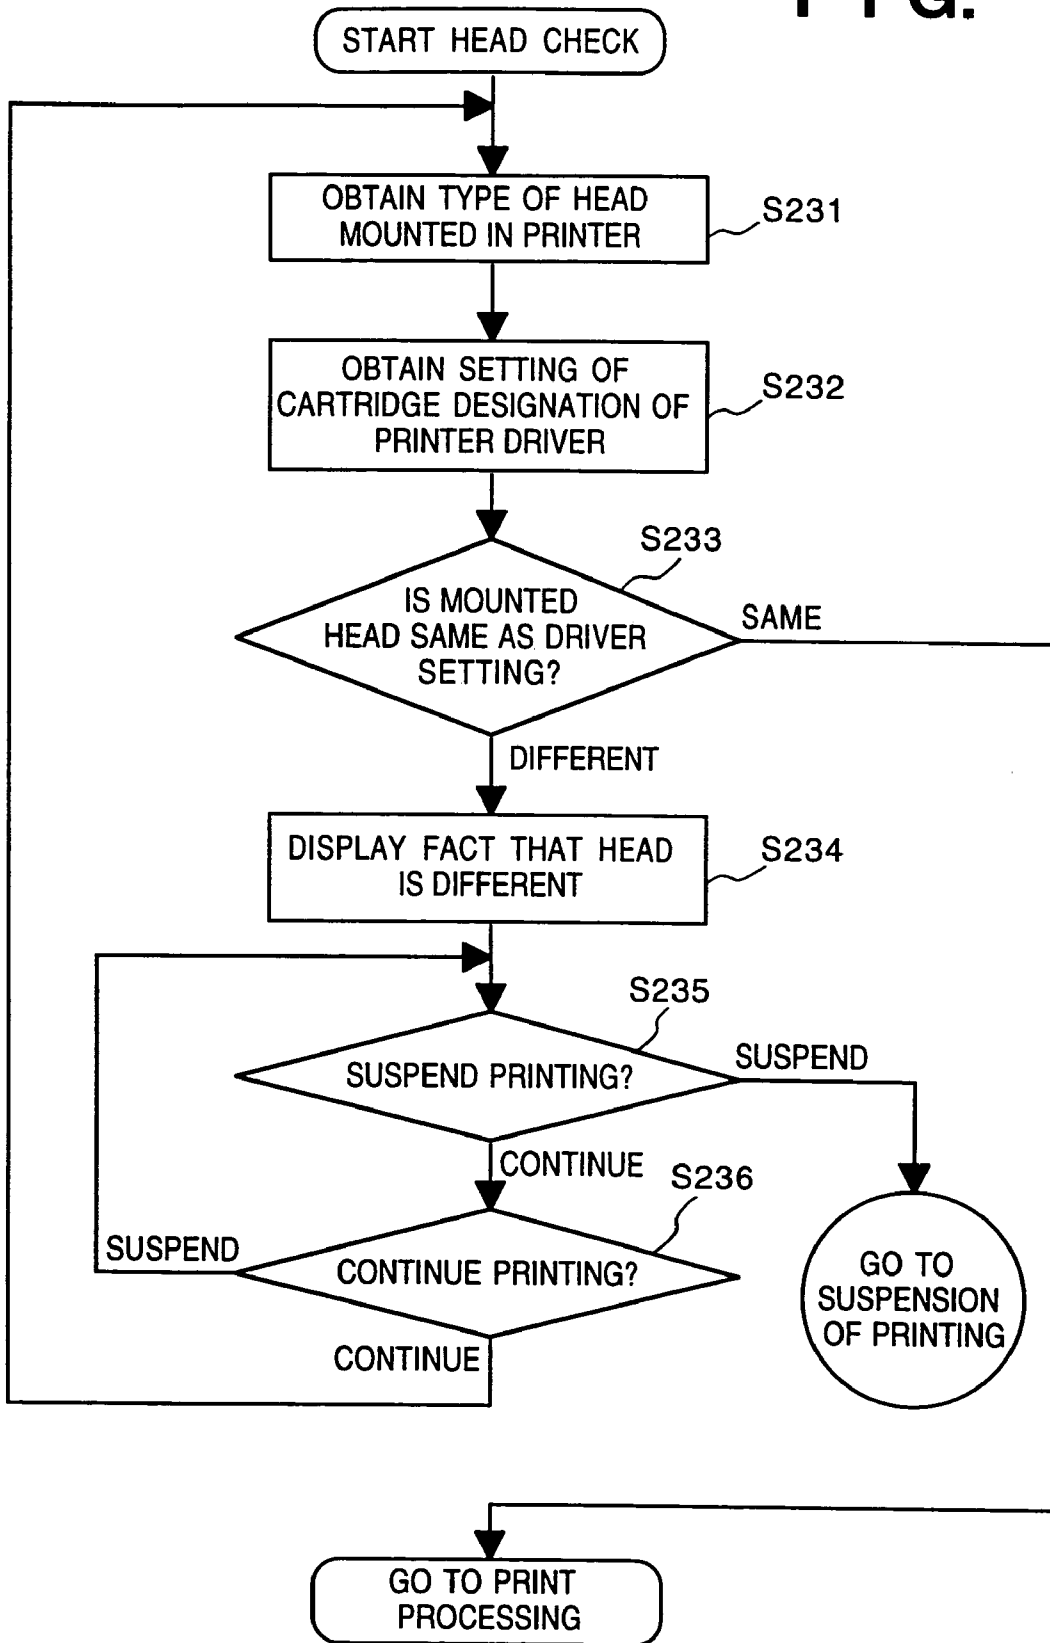 FIG.
START HEAD CHECK
OBTAIN TYPE OF HEAD
MOUNTED IN PRINTER
S231
OBTAIN SETTING OF
CARTRIDGE DESIGNATION OF
PRINTER DRIVER
S232
S233
IS MOUNTED
HEAD SAME AS DRIVER
SETTING?
SAME
DIFFERENT
DISPLAY FACT THAT HEAD
IS DIFFERENT
S234
S235
SUSPEND PRINTING?
SUSPEND
CONTINUE
S236
SUSPEND
CONTINUE PRINTING?
CONTINUE
GO TO
SUSPENSION
OF PRINTING
GO TO PRINT
PROCESSING